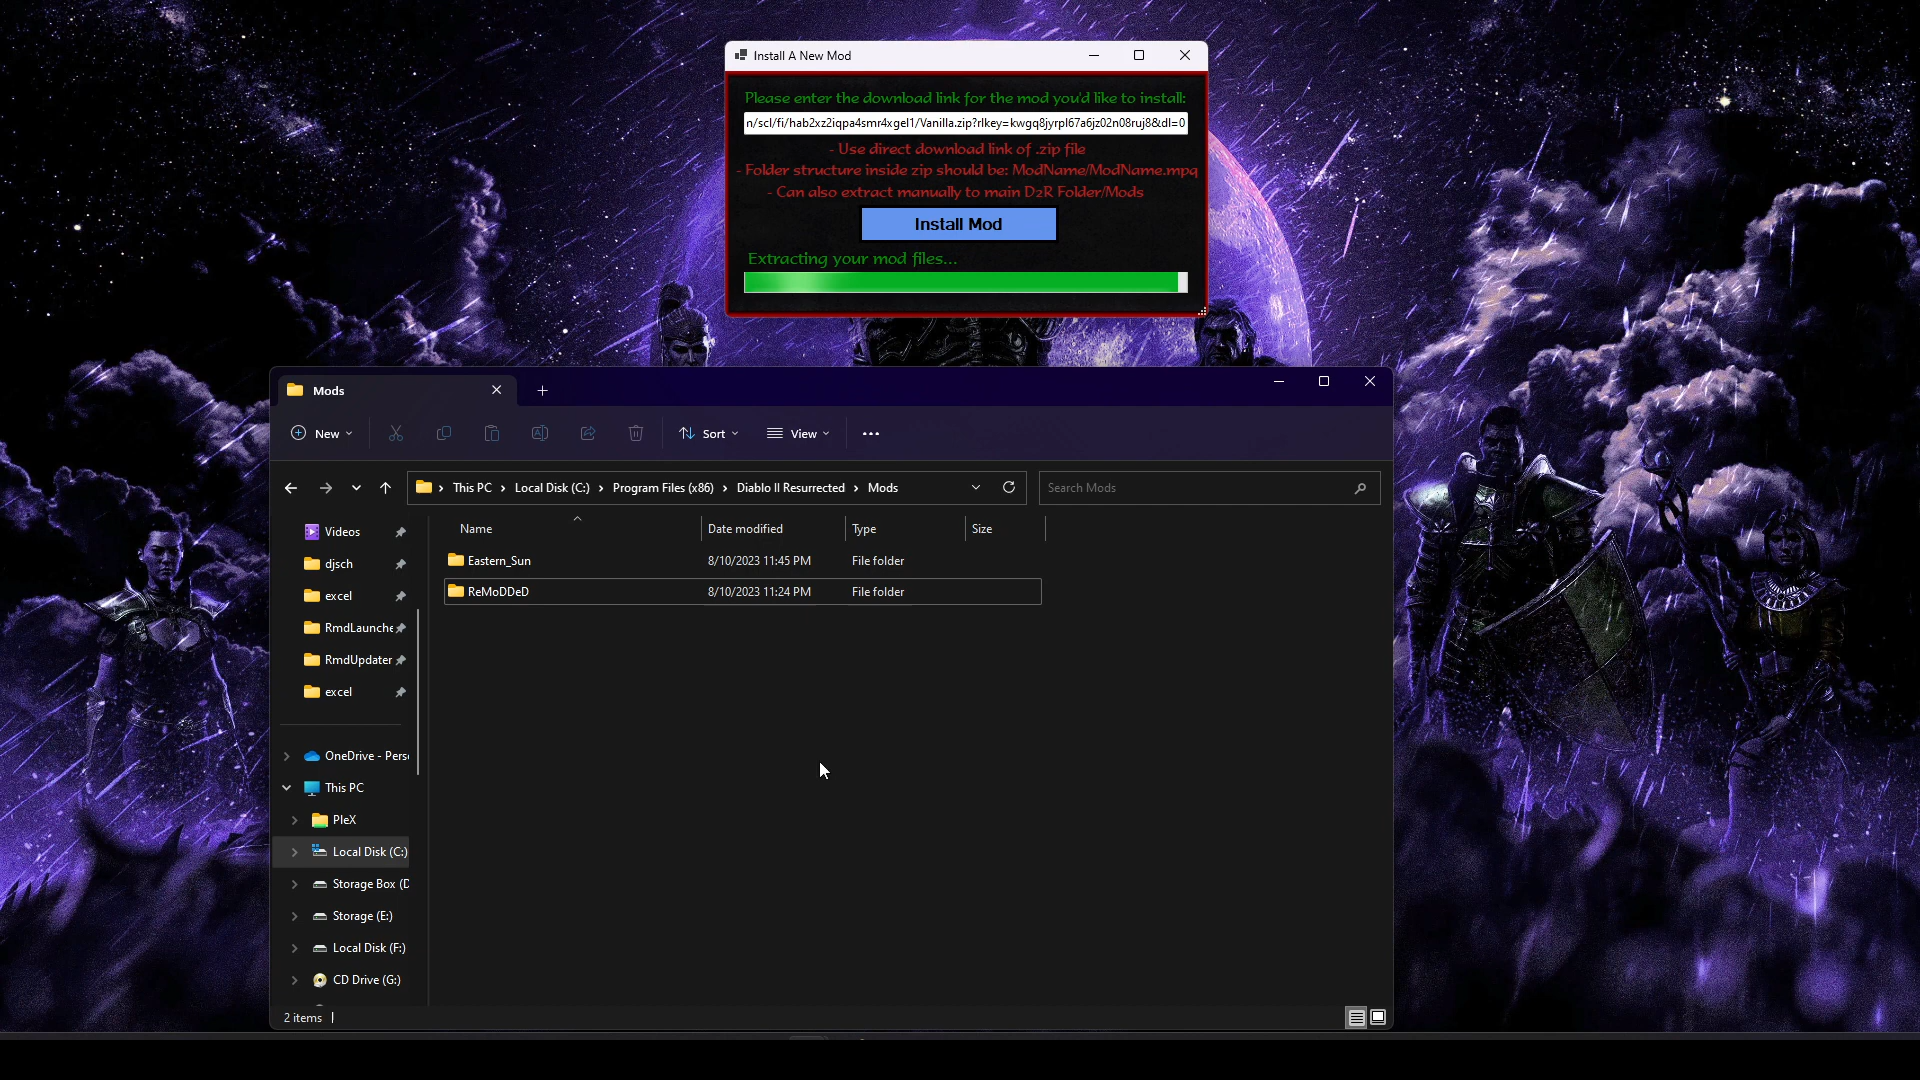 Install A New Mod
Please enter the download link for the mod you'd like to install:
n/scl/fi/hab2xz2iqpa4smr4xgel1/Vanilla.zip?rlkey=kwgq8jyrpl67a6jz02n08ruj8&dl=0
- Use direct download link of .zip file
- Folder structure inside zip should be: ModName/ModName.mpq
- Can also extract manually to main D2R Folder/Mods
Install Mod
Extracting your mod files...
Mods
New
Sort
View
This PC > Local Disk (C:) > Program Files (x86) > Diablo II Resurrected > Mods
Search Mods
Name Date modified Type Size
Eastern_Sun 8/10/2023 11:45 PM File folder
ReMoDDeD 8/10/2023 11:24 PM File folder
Videos
djsch
excel
RmdLaunche
RmdUpdater
excel
OneDrive - Pers
This PC
PleX
Local Disk (C:)
Storage Box (D
Storage (E:)
Local Disk (F:)
CD Drive (G:)
2 items